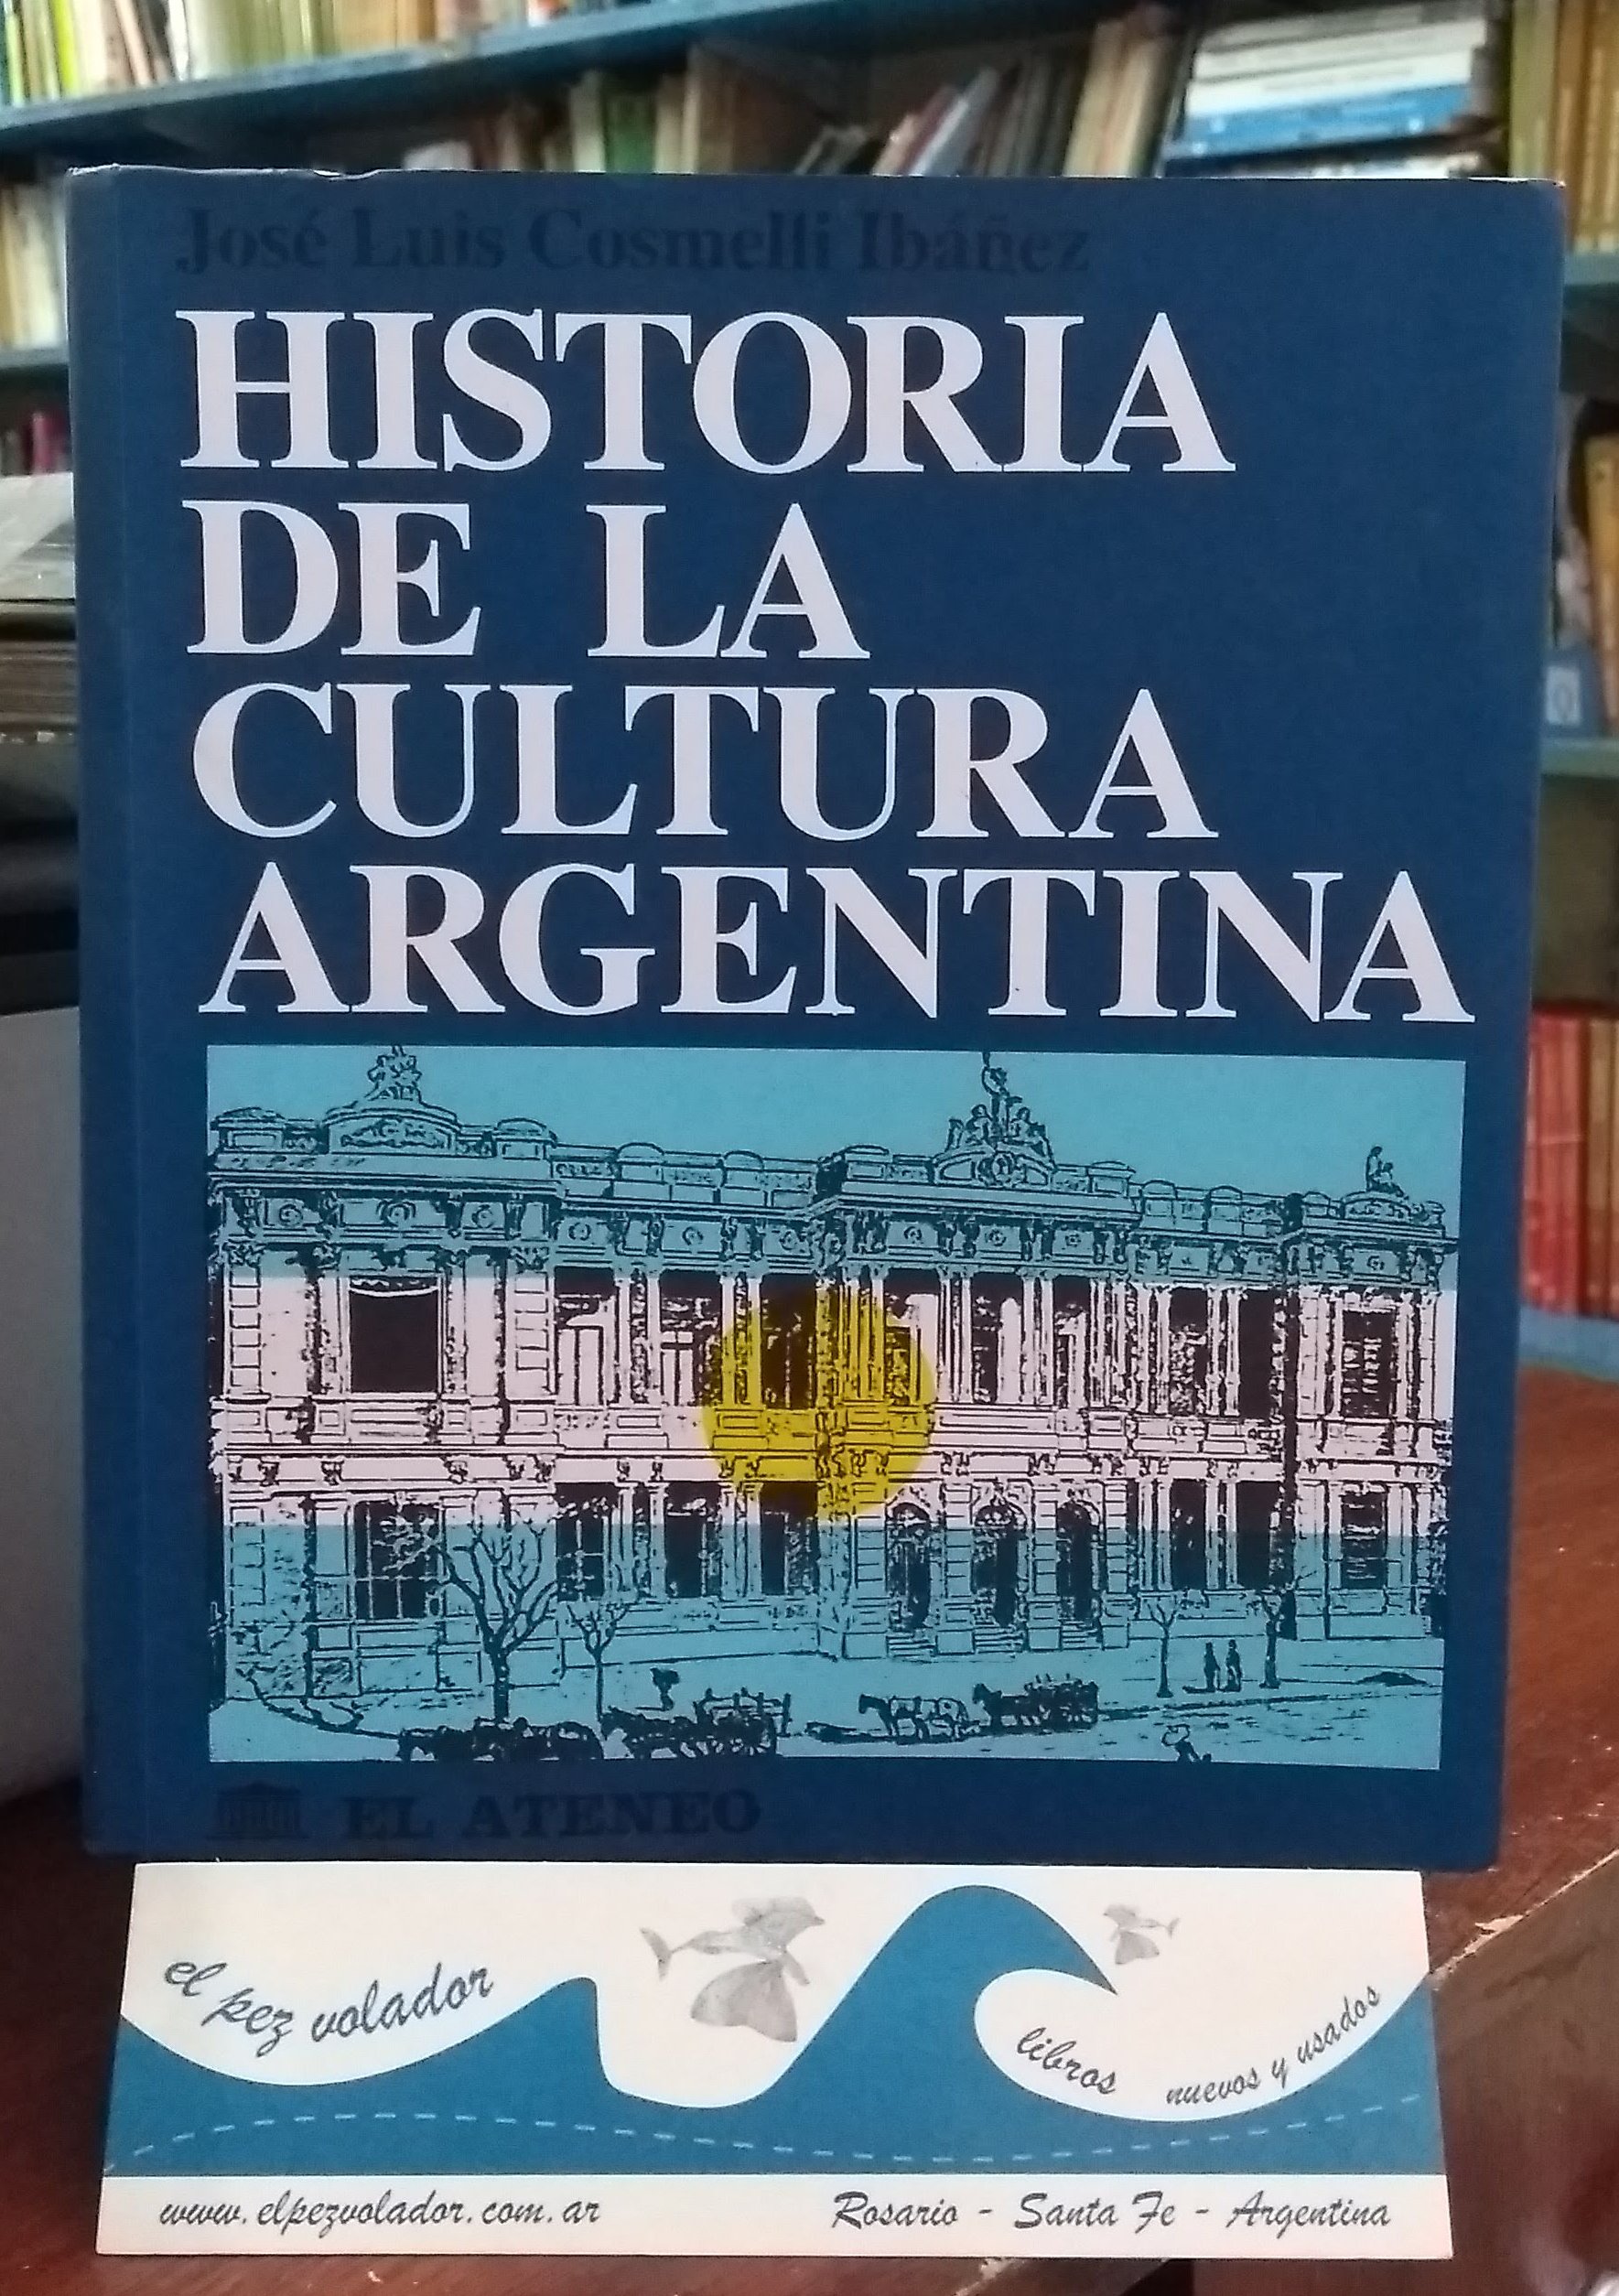 José Luis Cosmelli Ibáñez
HISTORIA
DE LA
CULTURA
ARGENTINA
EL ATENEO
el pez volador
libros nuevos y usados
www.elpezvolador.com.ar
Rosario - Santa Fe - Argentina